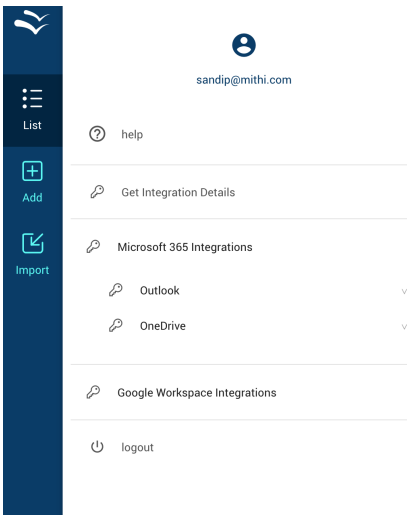 sandip@mithi.com
List
help
Add
Get Integration Details
Import
Microsoft 365 Integrations
Outlook
OneDrive
Google Workspace Integrations
logout